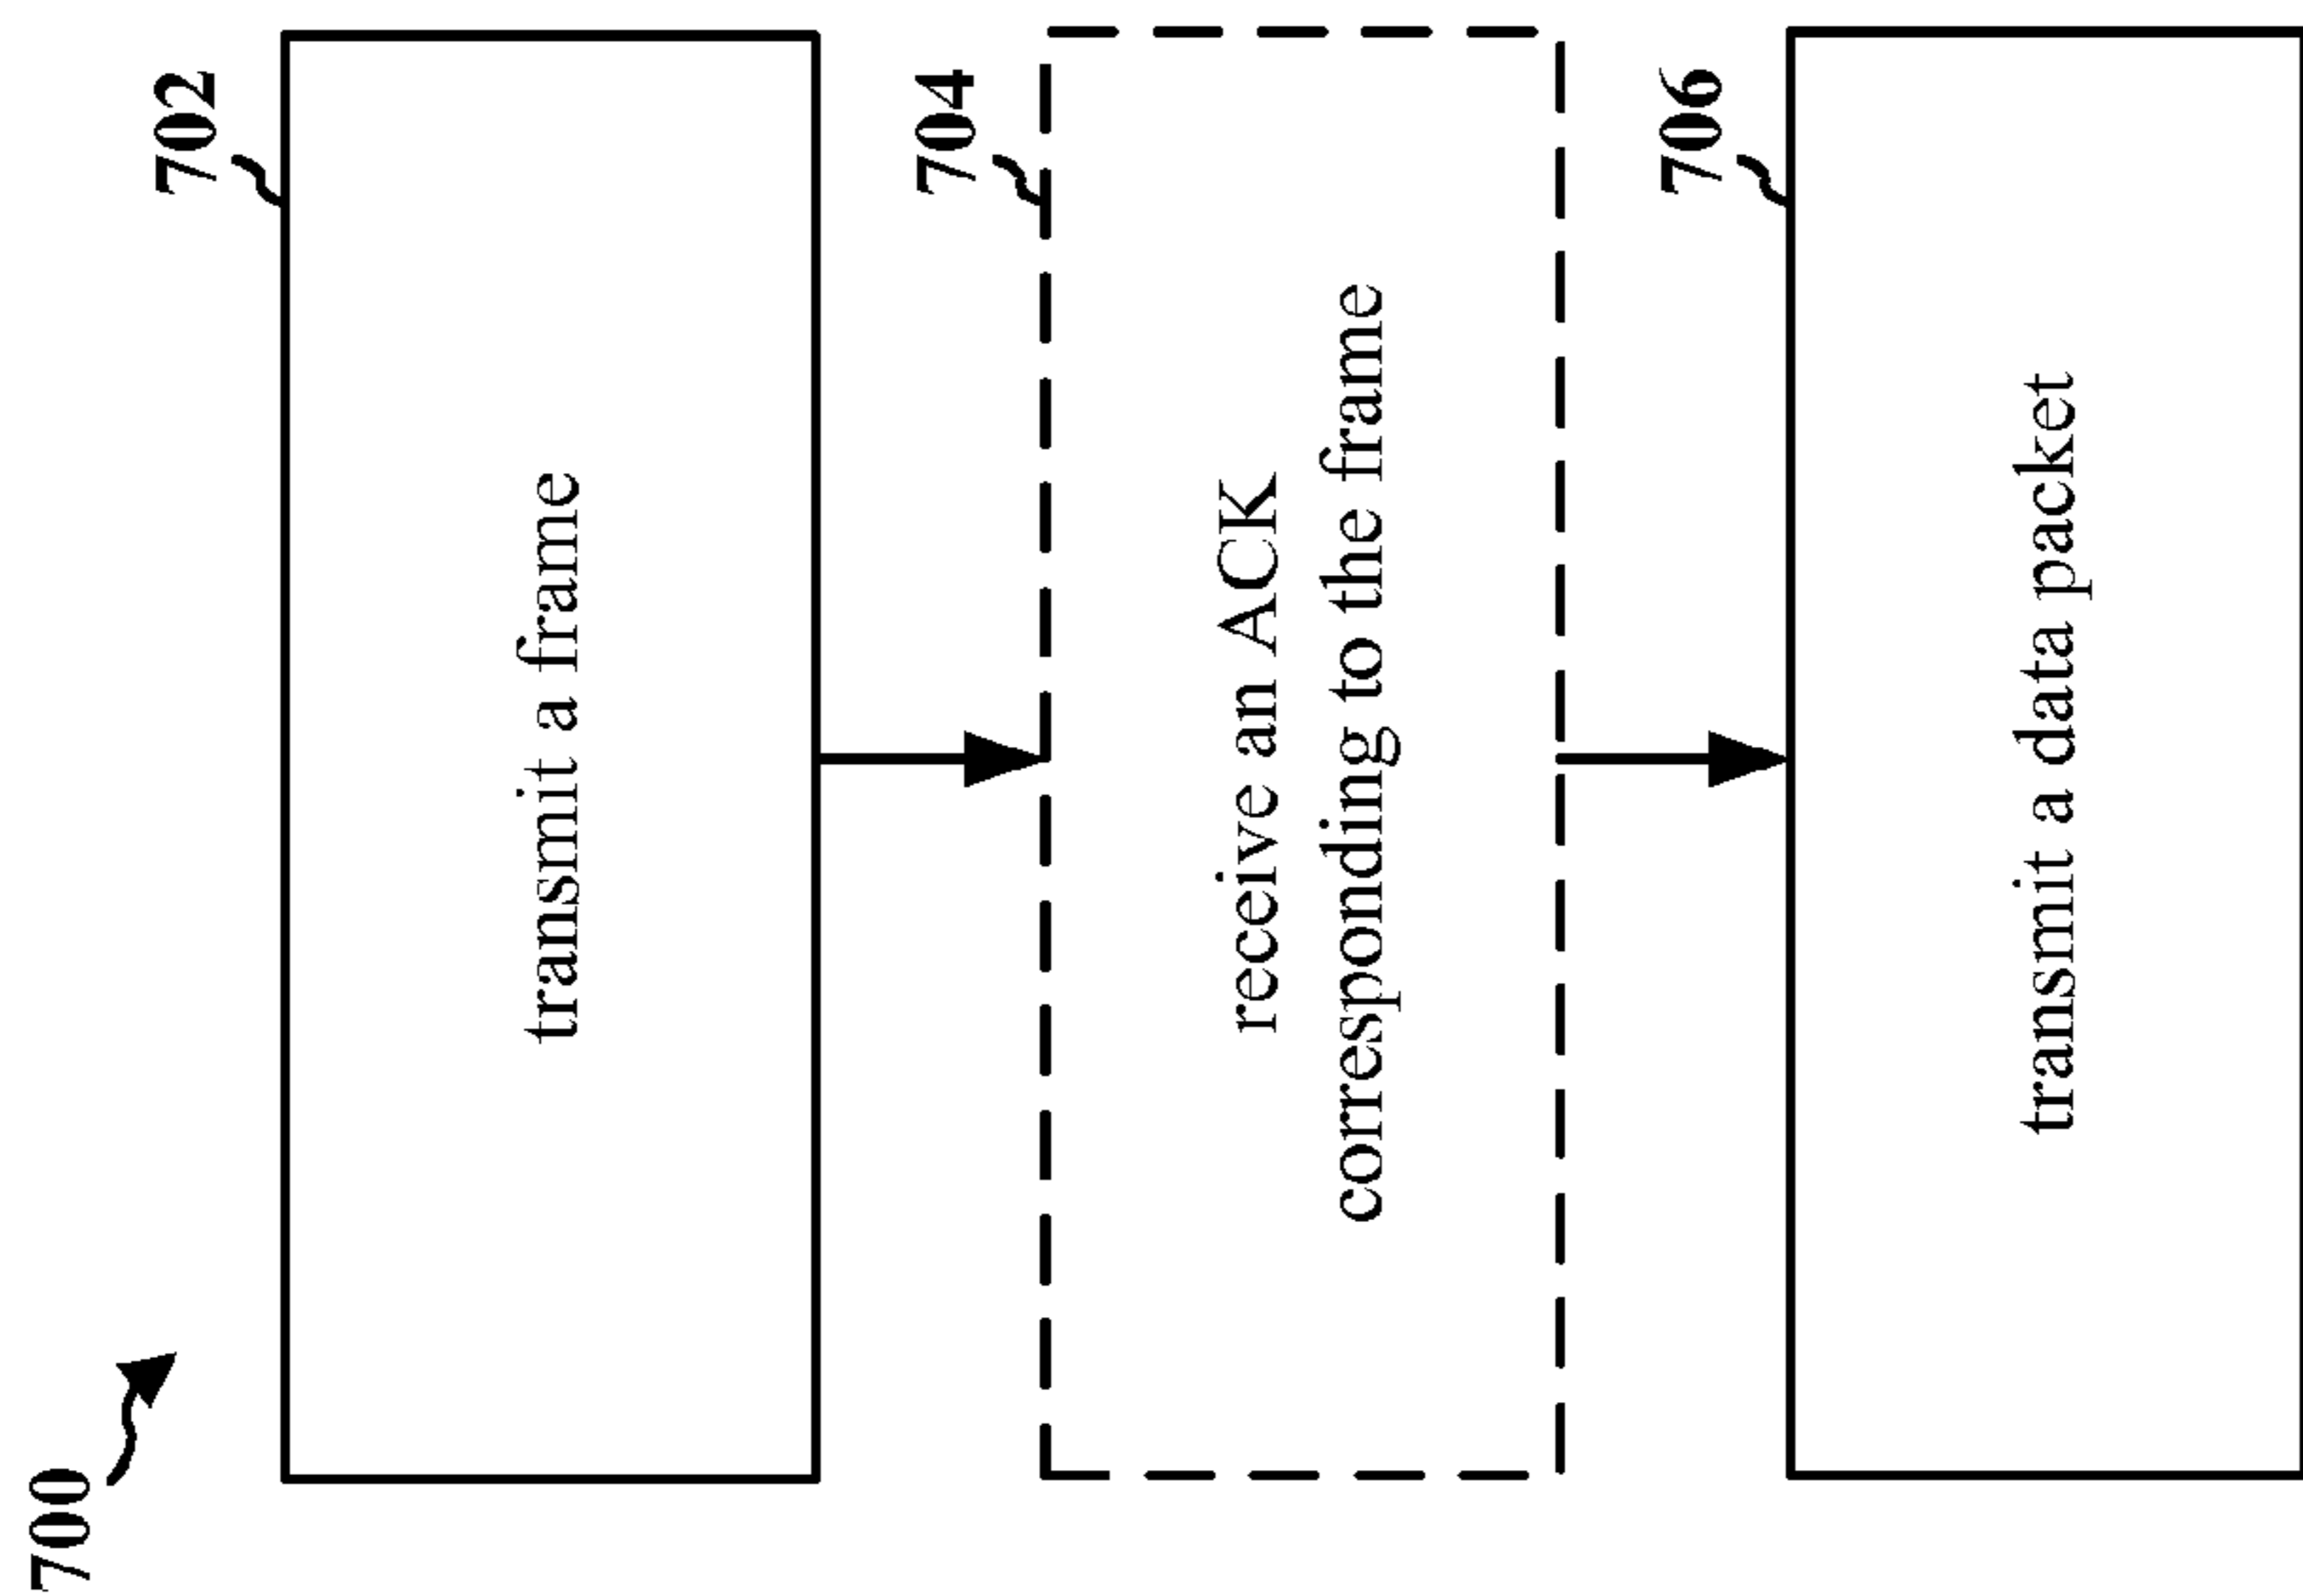 700
702
transmit a frame
704
receive an ACK
corresponding to the frame
706
transmit a data packet